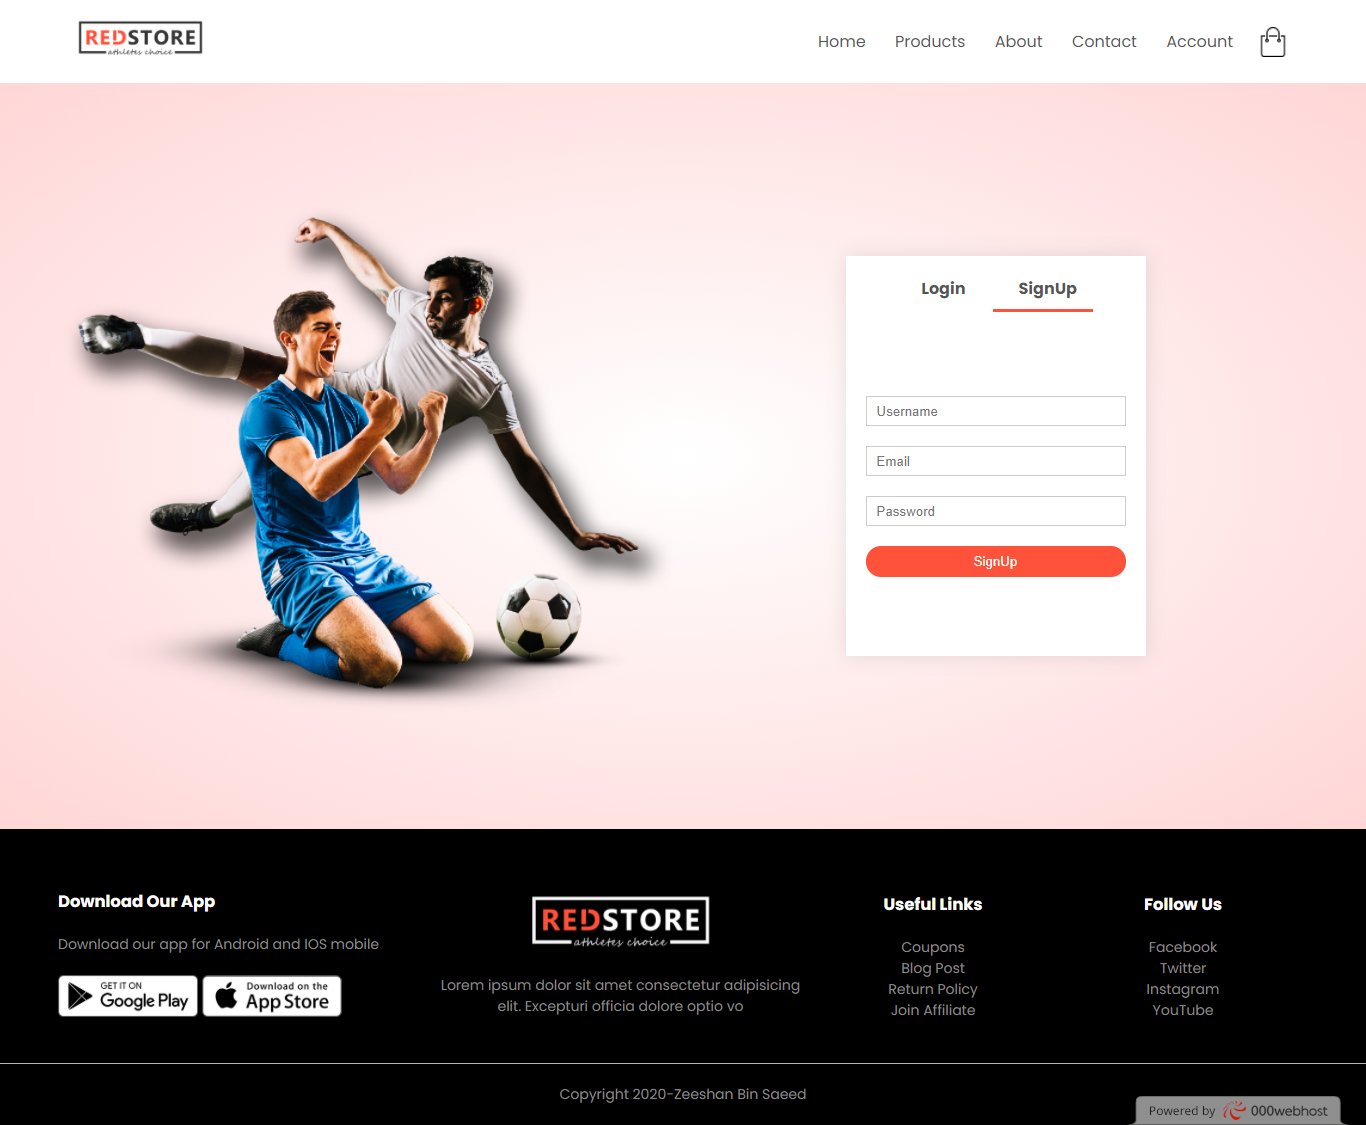 REDSTORE
athletes choice
Home
Products
About
Contact
Account
Login
SignUp
Username
Email
Password
SignUp
Download Our App
Download our app for Android and IOS mobile
GET IT ON
Google Play
Download on the
App Store
REDSTORE
athletes choice
Lorem ipsum dolor sit amet consectetur adipisicing
elit. Excepturi officia dolore optio vo
Useful Links
Coupons
Blog Post
Return Policy
Join Affiliate
Follow Us
Facebook
Twitter
Instagram
YouTube
Copyright 2020-Zeeshan Bin Saeed
Powered by 000webhost